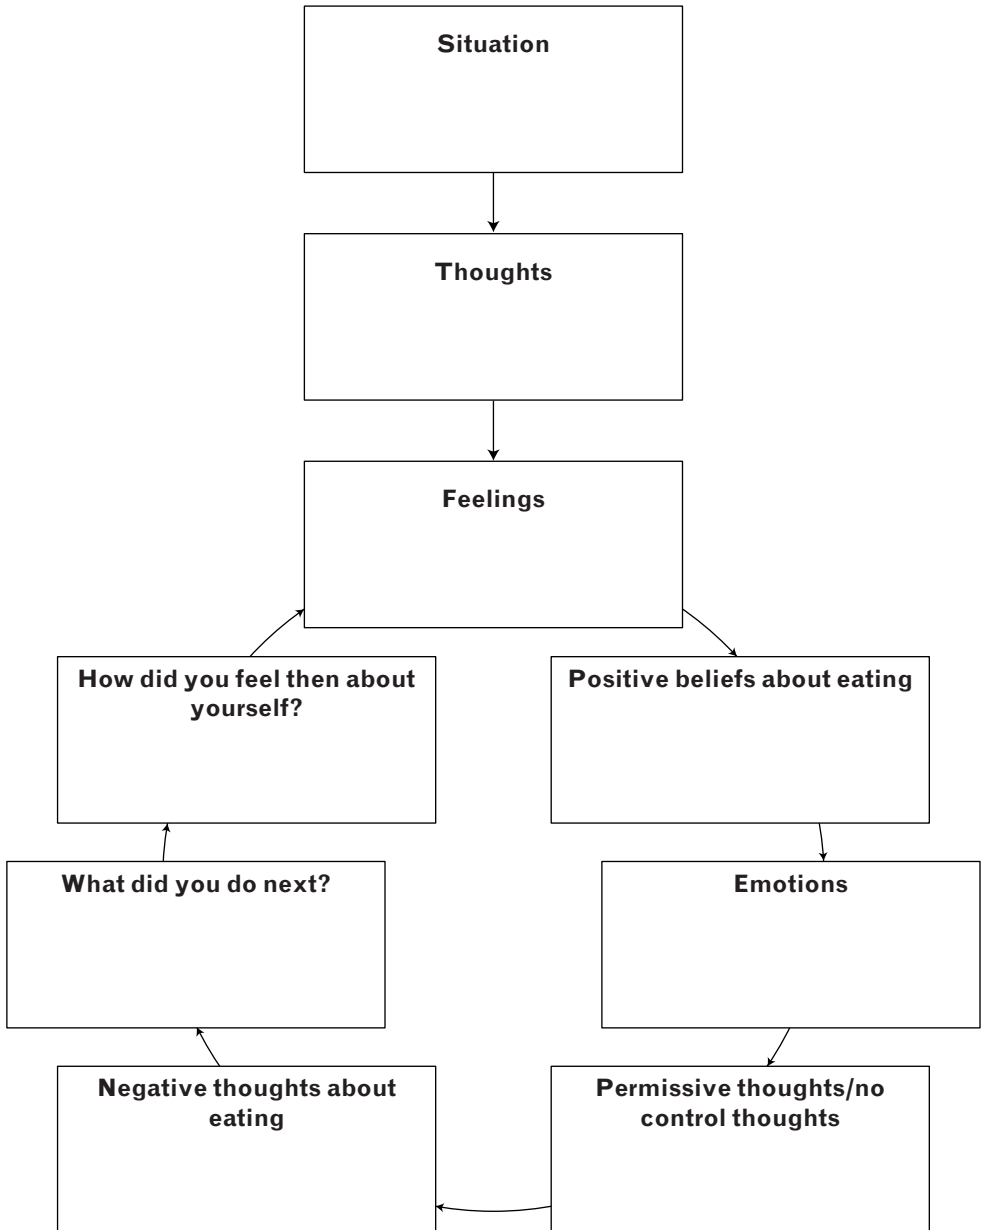 Situation
Thoughts
Feelings
How did you feel then about
yourself?
Positive beliefs about eating
What did you do next?
Emotions
Negative thoughts about
eating
Permissive thoughts/no
control thoughts